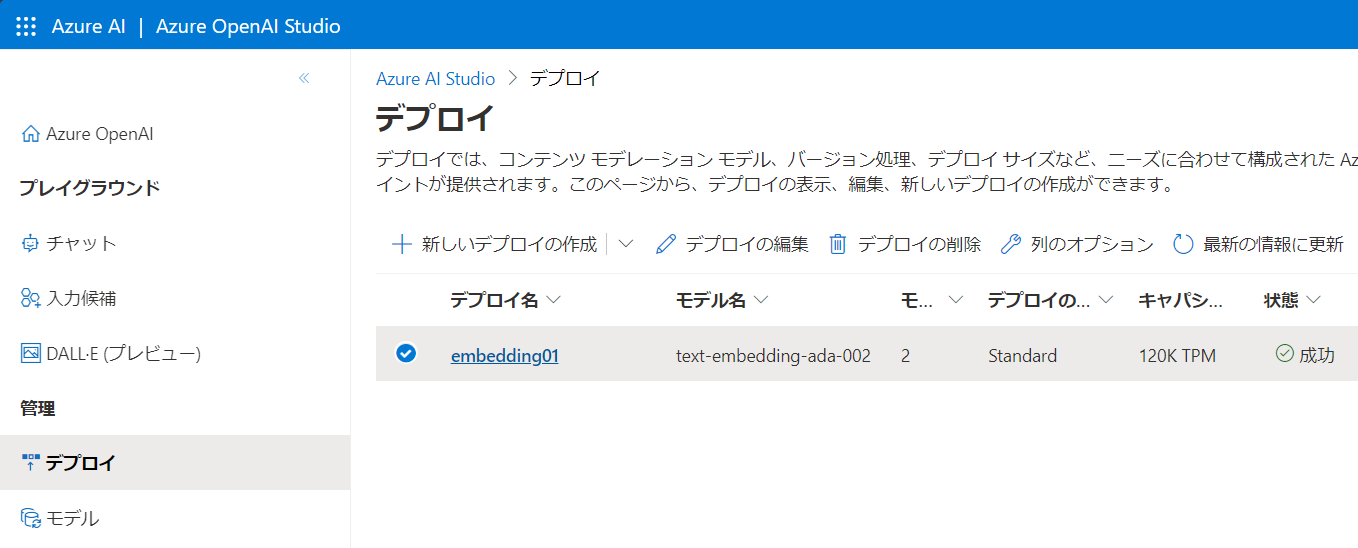 Azure AI | Azure OpenAI Studio
Azure AI Studio > デプロイ
デプロイ
デプロイでは、コンテンツ モデレーション モデル、バージョン処理、デプロイ サイズなど、ニーズに合わせて構成された Az
イントが提供されます。このページから、デプロイの表示、編集、新しいデプロイの作成ができます。
Azure OpenAI
プレイグラウンド
チャット
入力候補
DALL·E (プレビュー)
管理
デプロイ
モデル
新しいデプロイの作成 デプロイの編集 デプロイの削除 列のオプション 最新の情報に更新
デプロイ名 モデル名 モ... デプロイの... キャパシ... 状態
embedding01 text-embedding-ada-002 2 Standard 120K TPM 成功